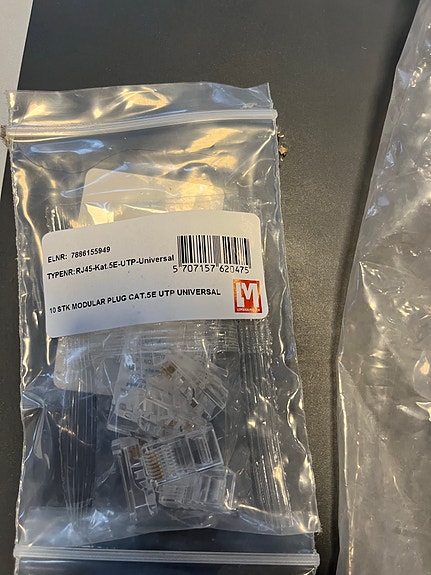 ELNR: 7888155949
TYPENR: RJ45-Kat.5E-UTP-Universal
5 707157 620475
10 STK MODULAR PLUG CAT.5E UTP UNIVERSAL
LM